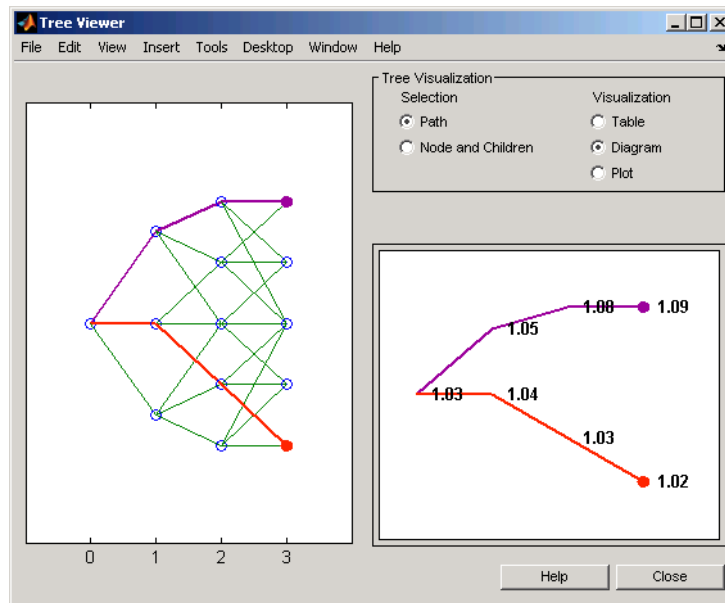 Tree Viewer
File Edit View Insert Tools Desktop Window Help
Tree Visualization
Selection Visualization
Path Table
Node and Children Diagram
Plot
1.08 1.09
1.05
1.03 1.04
1.03
1.02
0 1 2 3
Help Close